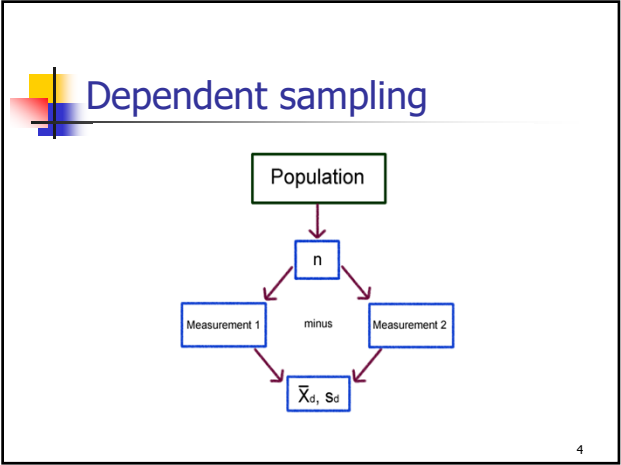 Dependent sampling
Population
n
Measurement 1 minus Measurement 2
X̅d, sd
4